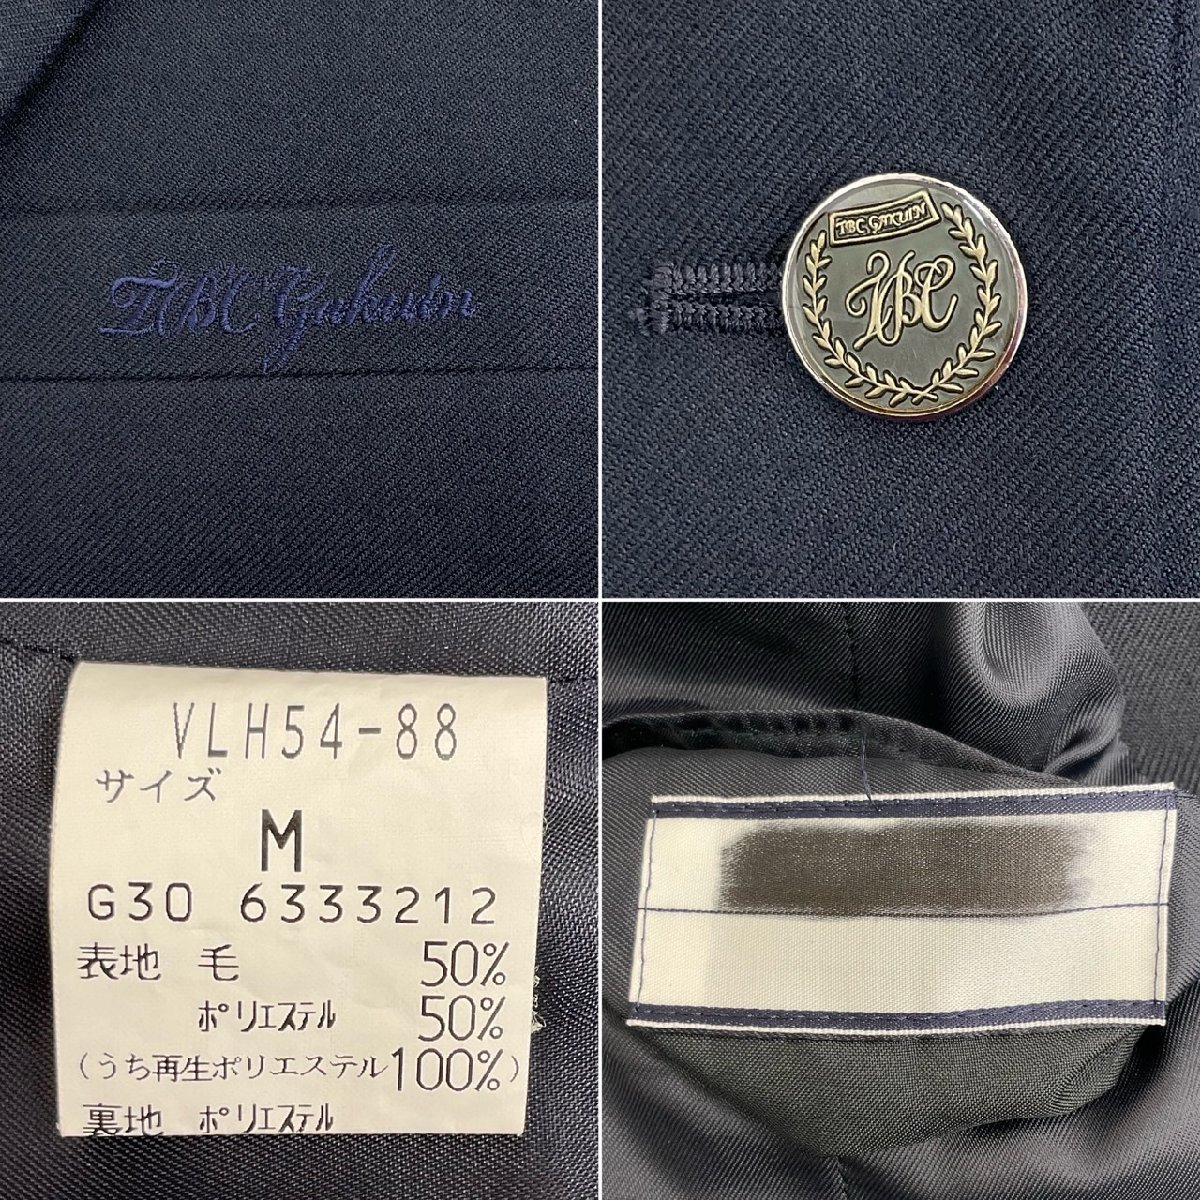 TBC Gakuin
TBC GAKUIN
TBC
VLH54-88
サイズ
M
G30 6333212
表地 毛 50%
ポリエステル 50%
(うち再生ポリエステル100%)
裏地 ポリエステル